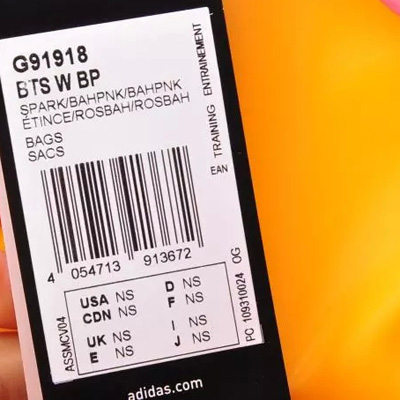 G91918
BTS W BP
SPARK/BAHPNK/BAHPNK
ÉTINCE/ROSBAH/ROSBAH
BAGS
SACS
TRAINING ENTRAINEMENT
EAN
4 054713 913672
USA NS
CDN NS
UK NS
E NS
D NS
F NS
I NS
J NS
ASSMCV04
PC 109310024 OG
adidas.com